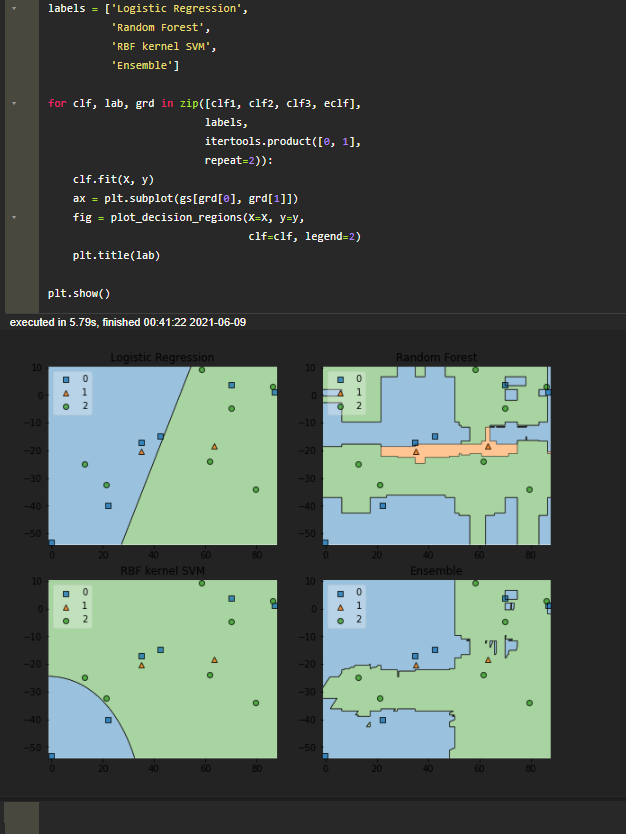 labels = ['Logistic Regression',
'Random Forest',
'RBF kernel SVM',
'Ensemble']
for clf, lab, grd in zip([clf1, clf2, clf3, eclf],
labels,
itertools.product([0, 1],
repeat=2)):
clf.fit(X, y)
ax = plt.subplot(gs[grd[0], grd[1]])
fig = plot_decision_regions(X=X, y=y,
clf=clf, legend=2)
plt.title(lab)
plt.show()
executed in 5.79s, finished 00:41:22 2021-06-09
Logistic Regression
10
0
−10
−20
−30
−40
−50
0 20 40 60 80
0
1
2
Random Forest
10
0
−10
−20
−30
−40
−50
0 20 40 60 80
0
1
2
RBF kernel SVM
10
0
−10
−20
−30
−40
−50
0 20 40 60 80
0
1
2
Ensemble
10
0
−10
−20
−30
−40
−50
0 20 40 60 80
0
1
2